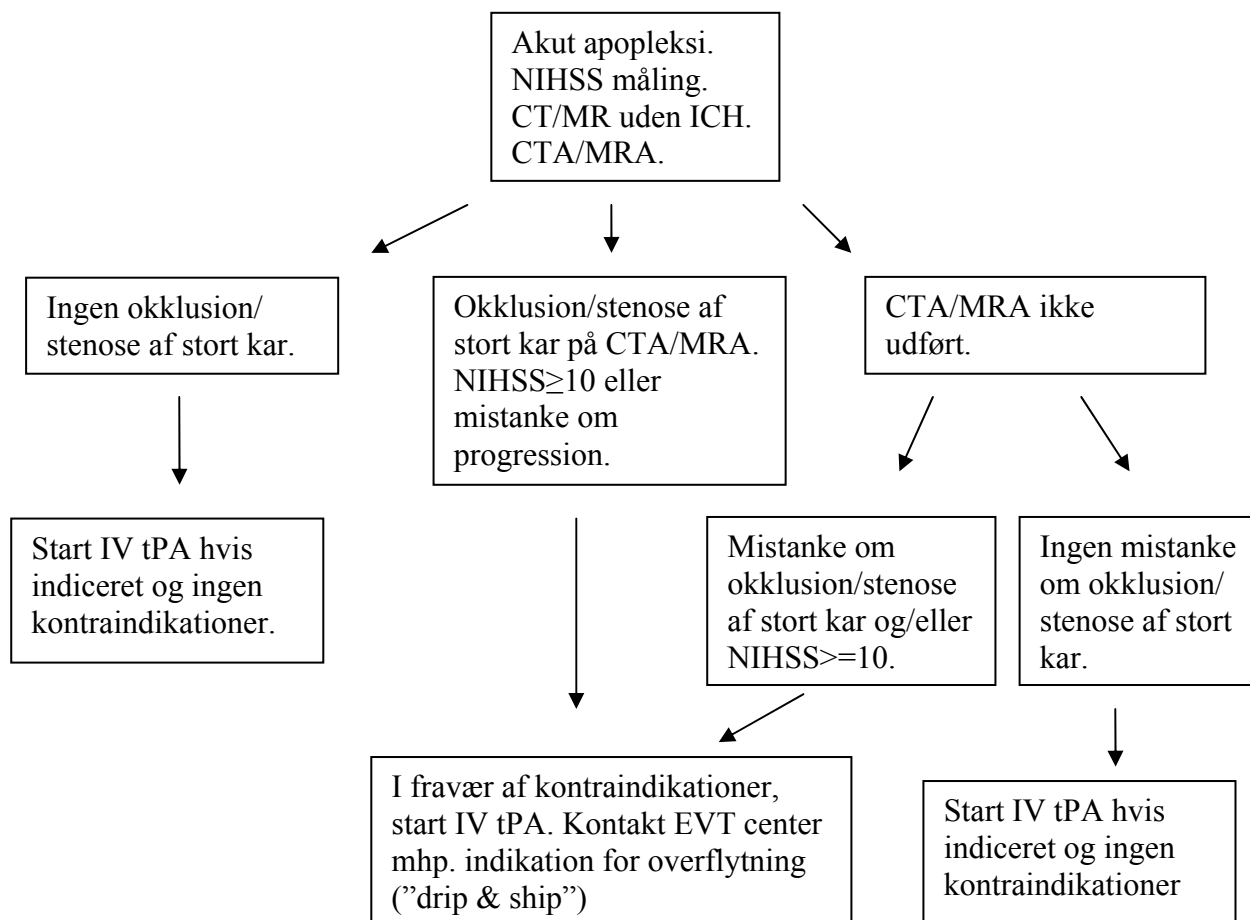 Akut apopleksi.
NIHSS måling.
CT/MR uden ICH.
CTA/MRA.
Ingen okklusion/
stenose af stort kar.
Okklusion/stenose af
stort kar på CTA/MRA.
NIHSS≥10 eller
mistanke om
progression.
CTA/MRA ikke
udført.
Start IV tPA hvis
indiceret og ingen
kontraindikationer.
Mistanke om
okklusion/stenose
af stort kar og/eller
NIHSS>=10.
Ingen mistanke
om okklusion/
stenose af stort
kar.
I fravær af kontraindikationer,
start IV tPA. Kontakt EVT center
mhp. indikation for overflytning
(”drip & ship”)
Start IV tPA hvis
indiceret og ingen
kontraindikationer